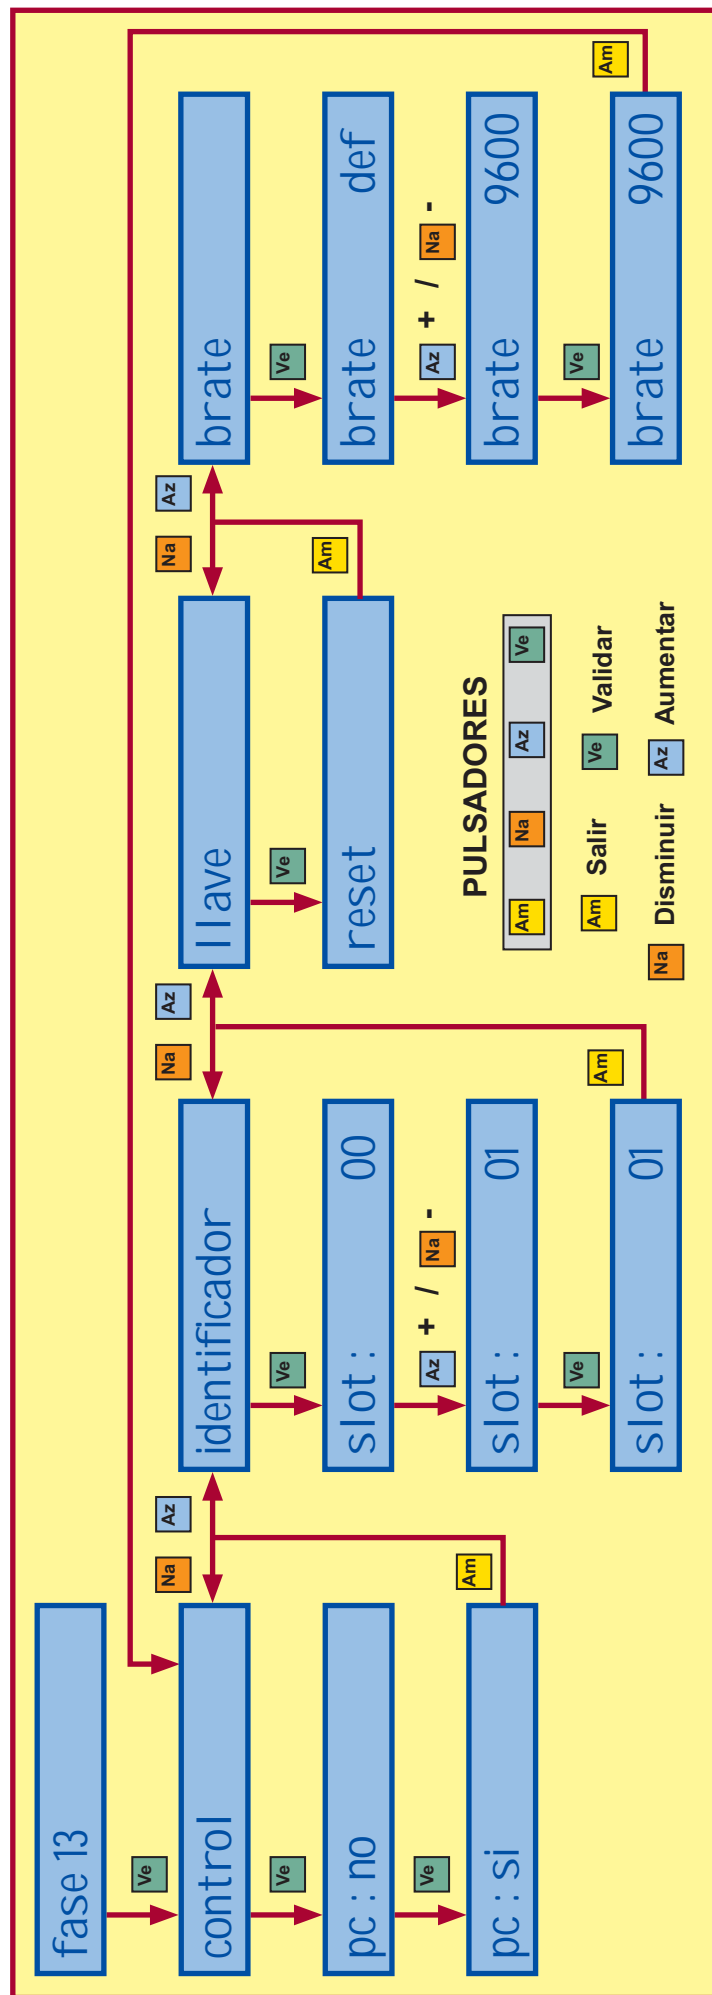 fase 13
Ve
control
Na Az
identificador
Na Az
llave
Na Az
brate
Ve
Ve
Ve
Ve
pc : no
slot : 00
reset
brate def
Ve
Az + / Na -
Am
Az + / Na -
pc : si
slot : 01
brate 9600
Am
Ve
Ve
slot : 01
brate 9600
Am
Am
PULSADORES
Am Na Az Ve
Am Salir
Ve Validar
Na Disminuir
Az Aumentar